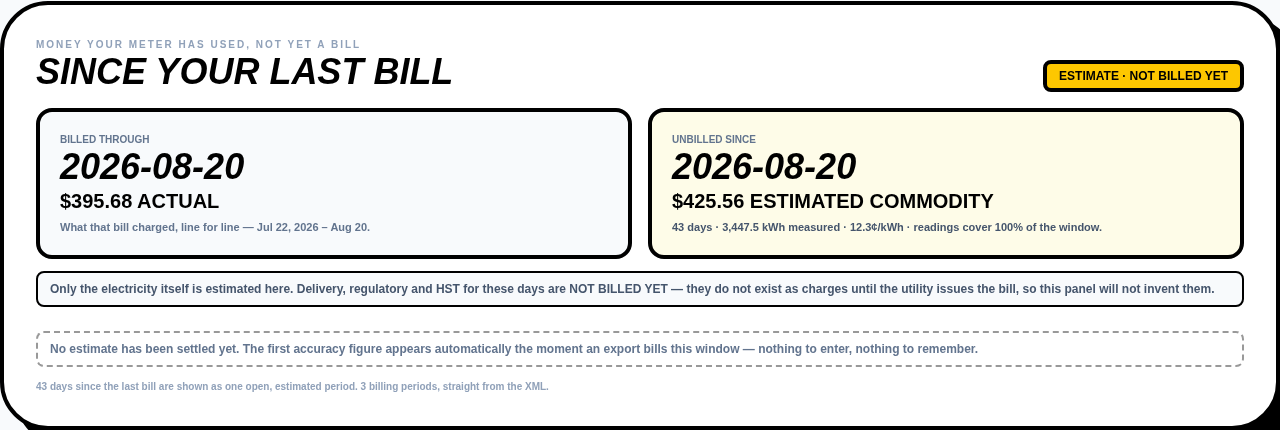 MONEY YOUR METER HAS USED, NOT YET A BILL
SINCE YOUR LAST BILL
ESTIMATE · NOT BILLED YET
BILLED THROUGH
2026-08-20
$395.68 ACTUAL
What that bill charged, line for line — Jul 22, 2026 – Aug 20.
UNBILLED SINCE
2026-08-20
$425.56 ESTIMATED COMMODITY
43 days · 3,447.5 kWh measured · 12.3¢/kWh · readings cover 100% of the window.
Only the electricity itself is estimated here. Delivery, regulatory and HST for these days are NOT BILLED YET — they do not exist as charges until the utility issues the bill, so this panel will not invent them.
No estimate has been settled yet. The first accuracy figure appears automatically the moment an export bills this window — nothing to enter, nothing to remember.
43 days since the last bill are shown as one open, estimated period. 3 billing periods, straight from the XML.